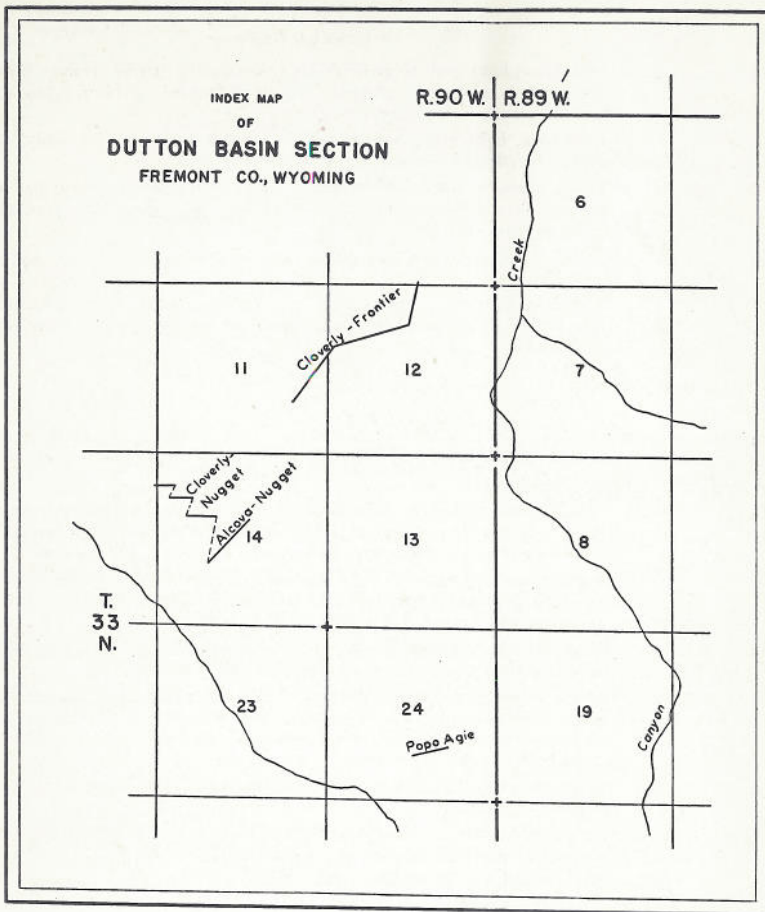 INDEX MAP
OF
DUTTON BASIN SECTION
FREMONT CO., WYOMING
R.90 W.
R.89 W.
6
Creek
Cloverly-Frontier
11
12
7
Cloverly-
Nugget
Alcova-Nugget
14
13
8
T.
33
N.
23
24
19
Popo Agie
Canyon